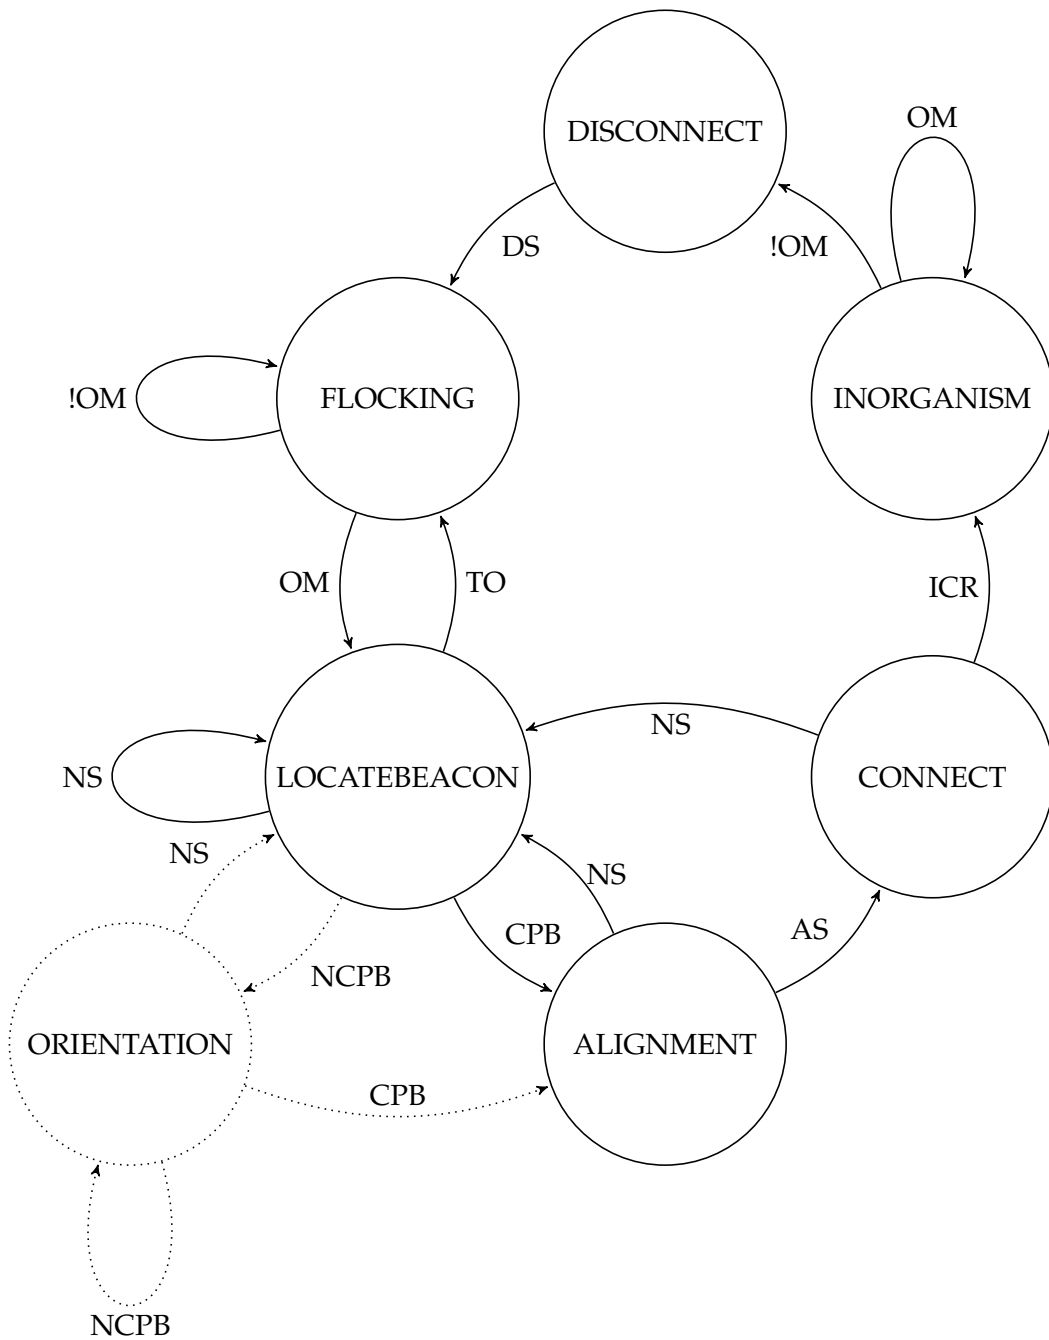 OM
DISCONNECT
DS
!OM
!OM
FLOCKING
INORGANISM
OM
TO
ICR
NS
NS
LOCATEBEACON
CONNECT
NS
NS
CPB
AS
NCPB
ORIENTATION
ALIGNMENT
CPB
NCPB